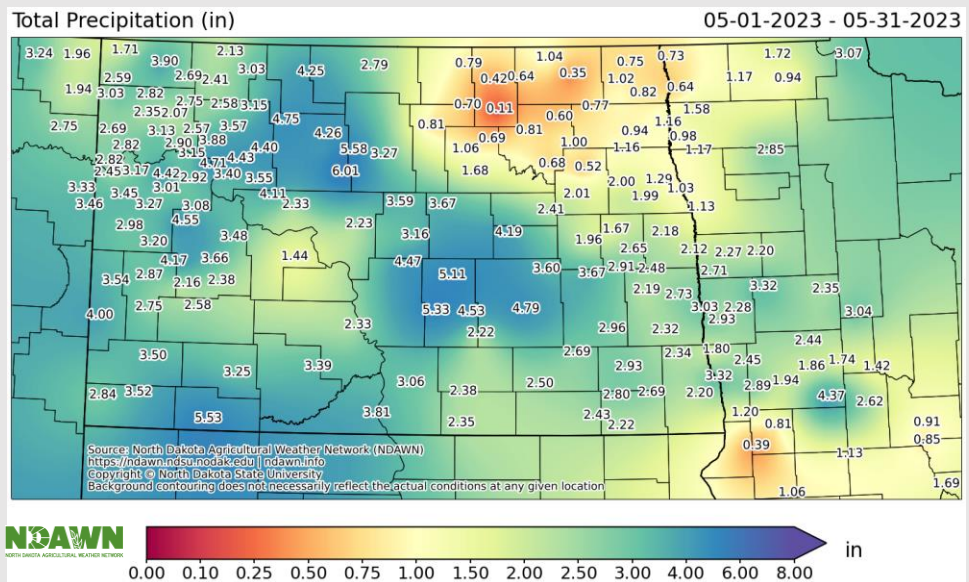 Total Precipitation (in) 05-01-2023 - 05-31-2023
3.24 1.96 1.71 3.90 2.13 3.03 4.25 2.79 0.79 1.04 0.75 0.73 1.72 3.07
2.59 2.69 2.41 0.42 0.64 0.35 1.02 0.64 1.17 0.94
1.94 3.03 2.82 2.75 2.58 3.15 0.70 0.11 0.77 0.82 1.58
2.35 2.07 4.75 0.81 0.60 1.16
2.75 2.69 3.13 2.57 3.57 4.26 0.69 0.81 0.94 0.98
2.82 2.90 3.88 4.40 5.58 3.27 1.06 1.00 1.16 1.17 2.85
2.82 3.15 4.71 4.43 0.68 0.52
2.45 3.17 4.42 2.92 3.40 3.55 6.01 1.68 2.00 1.29 1.03
3.33 3.45 3.01 4.11 2.01 1.99
3.46 3.27 3.08 2.33 3.59 3.67 2.41 1.13
2.98 4.55 2.23 1.67 2.18
3.20 3.48 3.16 4.19 1.96 2.65 2.12 2.27 2.20
4.17 3.66 1.44 4.47 3.60 3.67 2.91 2.48 2.71
3.54 2.87 2.16 2.38 5.11 2.19 2.73 3.32 2.35
4.00 2.75 2.58 5.33 4.53 4.79 3.03 2.28 3.04
2.33 2.22 2.96 2.32 2.93
3.50 2.69 2.34 1.80 2.44
3.25 3.39 2.93 2.45 1.86 1.74 1.42
2.84 3.52 3.06 2.38 2.50 2.80 2.69 2.20 3.32 2.89 1.94 4.37 2.62
5.53 3.81 2.35 2.43 2.22 1.20 0.81 0.91
0.39 1.13 0.85
1.06 1.69
Source: North Dakota Agricultural Weather Network (NDAWN)
https://ndawn.ndsu.nodak.edu | ndawn.info
Copyright © North Dakota State University
Background contouring does not necessarily reflect the actual conditions at any given location
NDAWN
NORTH DAKOTA AGRICULTURAL WEATHER NETWORK
in
0.00 0.10 0.25 0.50 0.75 1.00 1.50 2.00 2.50 3.00 4.00 6.00 8.00